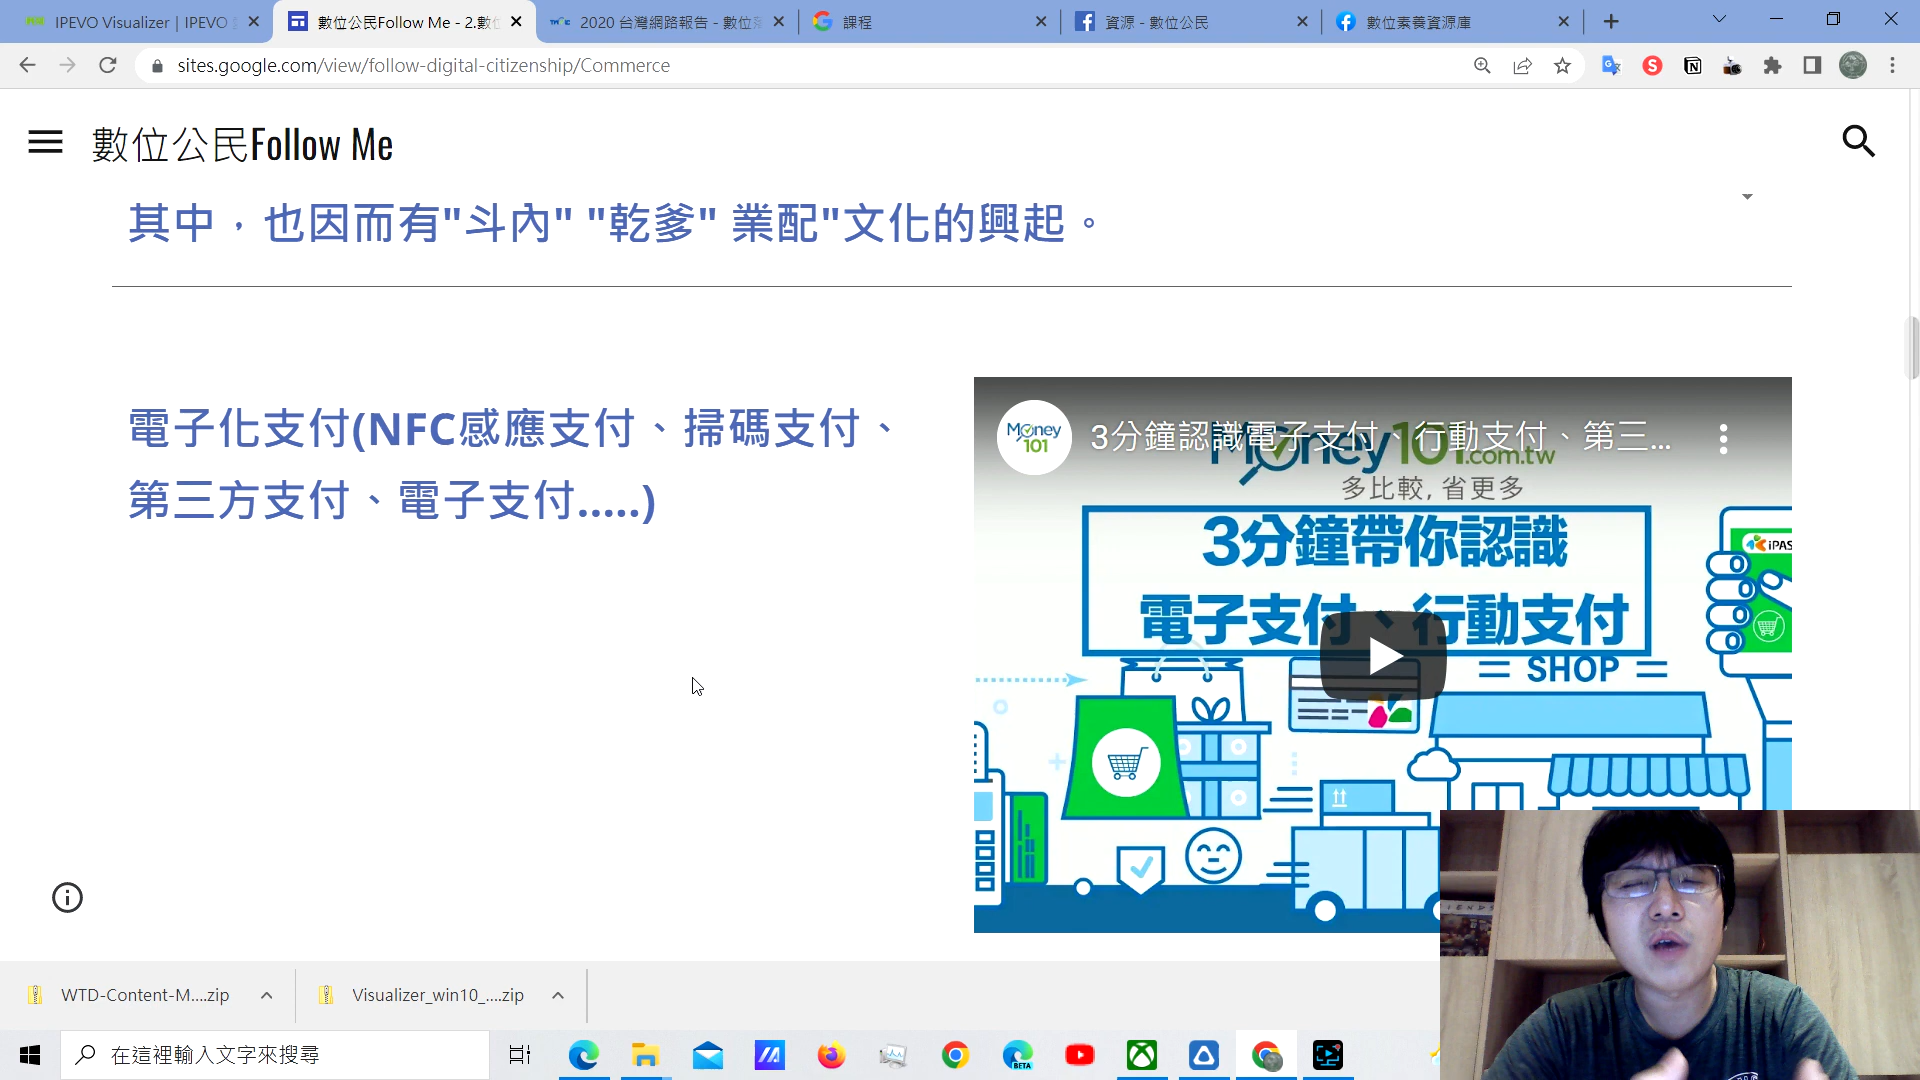 IPEVO Visualizer | IPEVO
數位公民Follow Me - 2.數位
2020 台灣網路報告 - 數位
課程
資源 - 數位公民
數位素養資源庫
sites.google.com/view/follow-digital-citizenship/Commerce
數位公民Follow Me
其中，也因而有"斗內" "乾爹" 業配"文化的興起。
電子化支付(NFC感應支付、掃碼支付、
第三方支付、電子支付.....)
Money
101
3分鐘認識電子支付、行動支付、第三...
Money101.com.tw
多比較, 省更多
3分鐘帶你認識
電子支付、行動支付
iPAS
SHOP
WTD-Content-M....zip
Visualizer_win10_....zip
在這裡輸入文字來搜尋
BETA